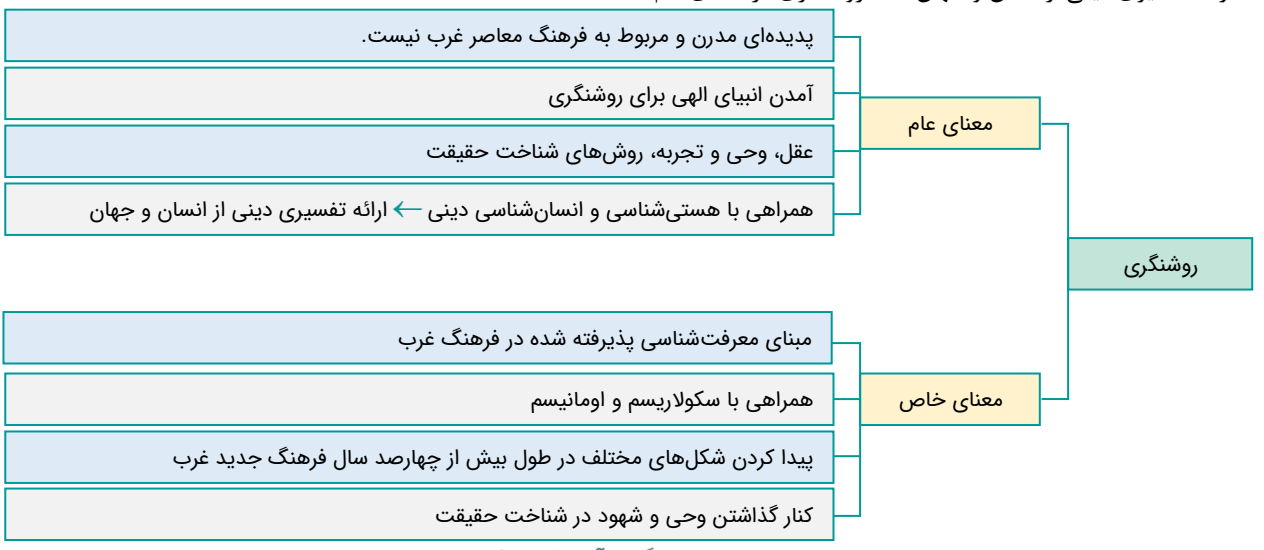 روشنگری
معنای عام
پدیده‌ای مدرن و مربوط به فرهنگ معاصر غرب نیست.
آمدن انبیای الهی برای روشنگری
عقل، وحی و تجربه، روش‌های شناخت حقیقت
همراهی با هستی‌شناسی و انسان‌شناسی دینی ← ارائه تفسیری دینی از انسان و جهان
معنای خاص
مبنای معرفت‌شناسی پذیرفته شده در فرهنگ غرب
همراهی با سکولاریسم و اومانیسم
پیدا کردن شکل‌های مختلف در طول بیش از چهارصد سال فرهنگ جدید غرب
کنار گذاشتن وحی و شهود در شناخت حقیقت